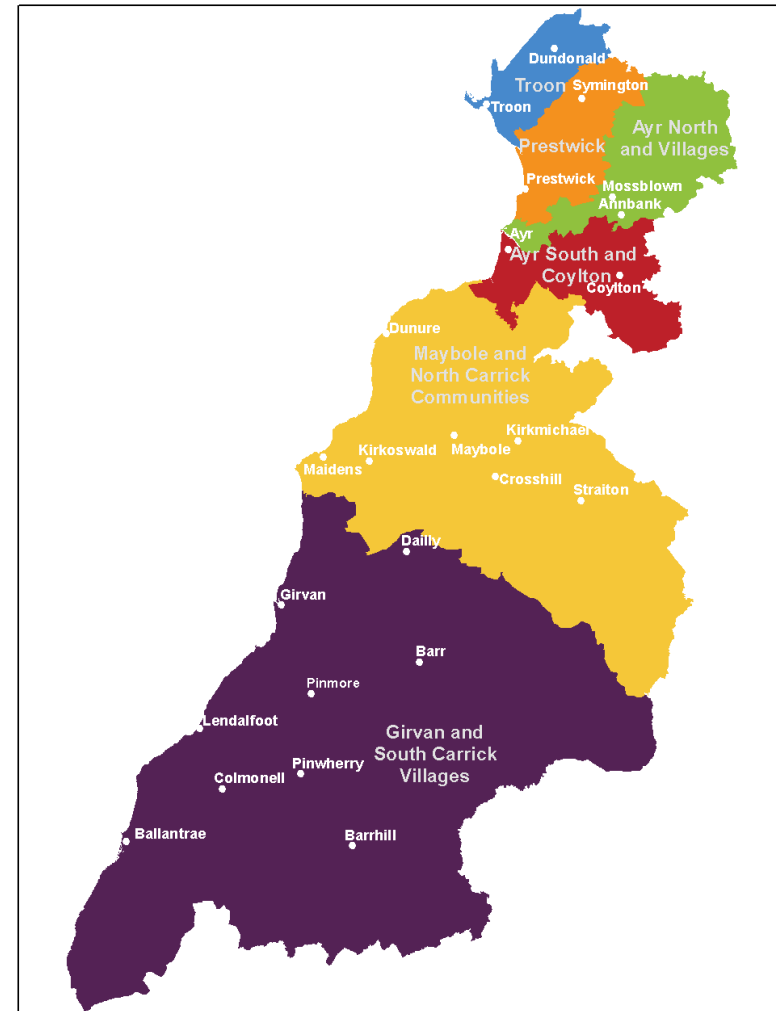 Dundonald
Troon
Symington
Troon
Ayr North
and Villages
Prestwick
Prestwick
Mossblown
Annbank
Ayr
Ayr South and
Coylton
Coylton
Dunure
Maybole and
North Carrick
Communities
Kirkmichael
Maybole
Kirkoswald
Maidens
Crosshill
Straiton
Dailly
Girvan
Barr
Pinmore
Lendalfoot
Girvan and
South Carrick
Villages
Pinwherry
Colmonell
Ballantrae
Barrhill